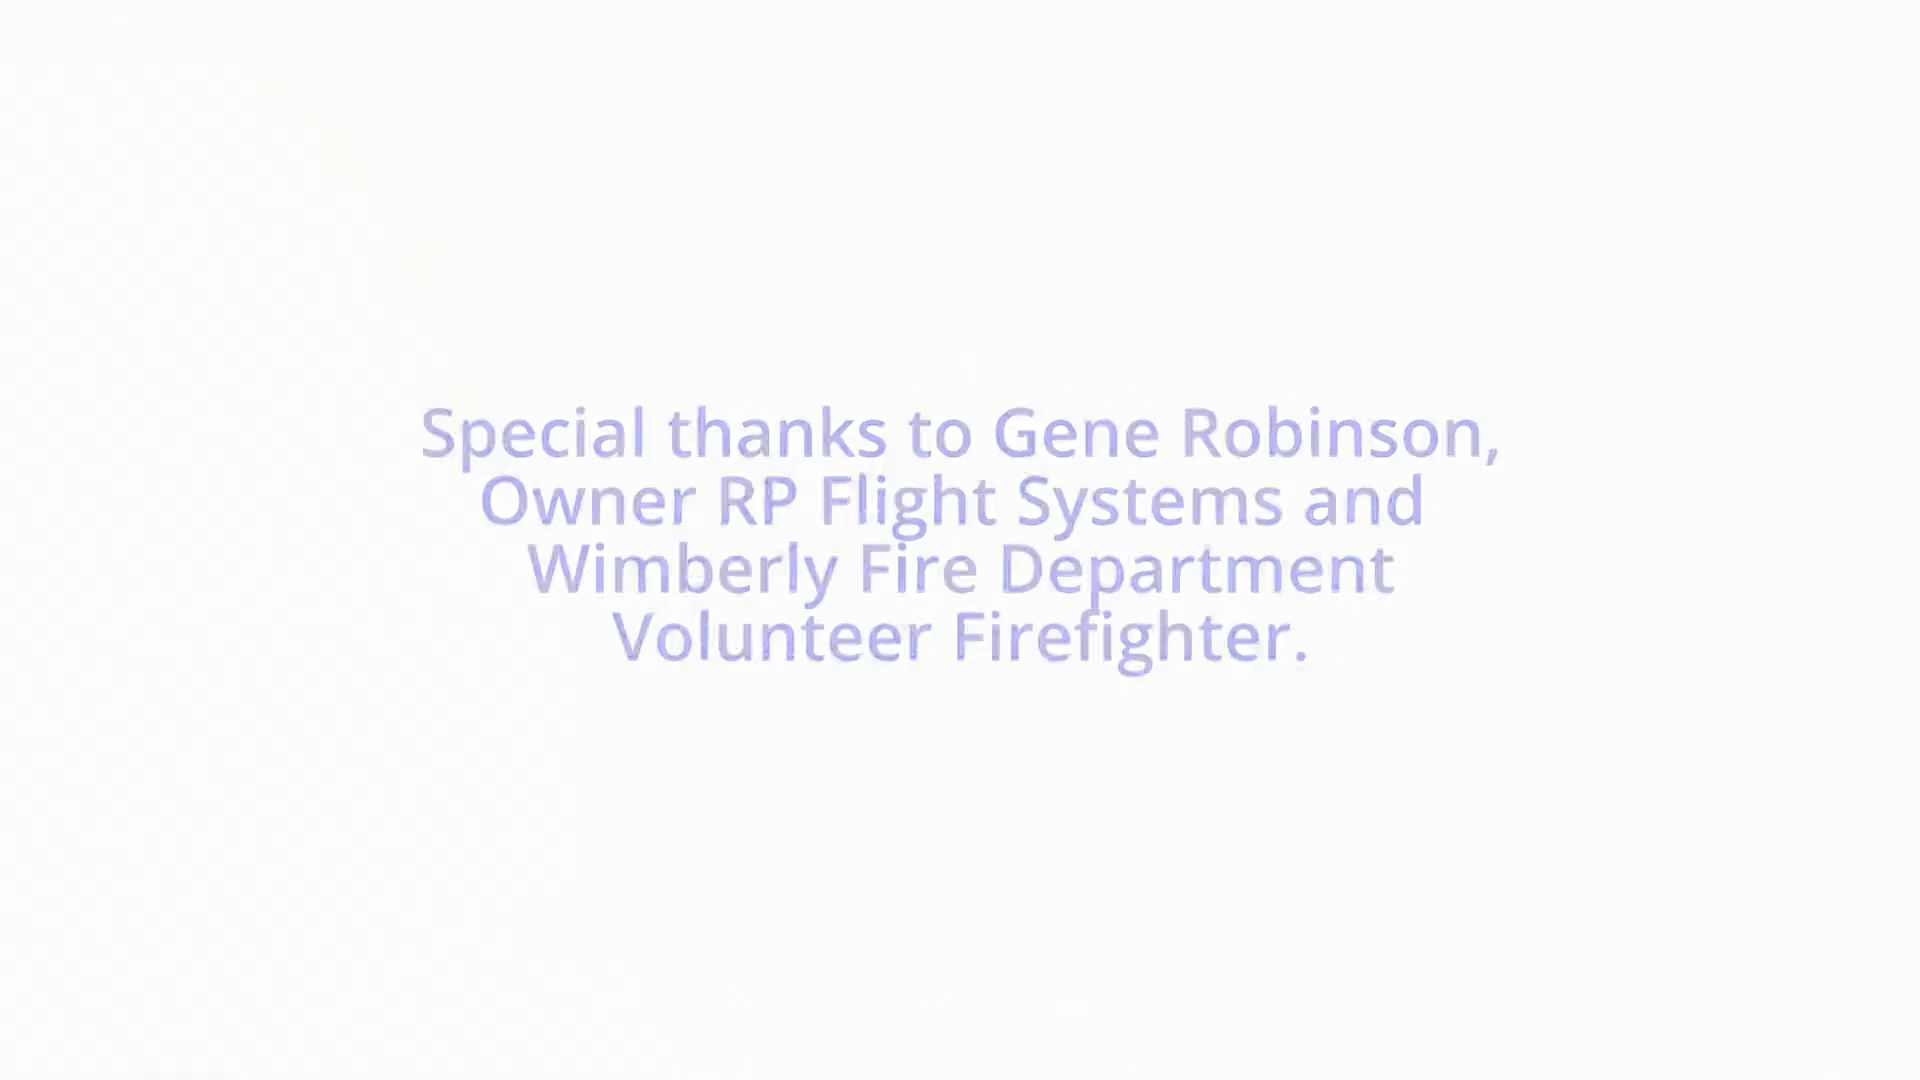 Special thanks to Gene Robinson,
Owner RP Flight Systems and
Wimberly Fire Department
Volunteer Firefighter.